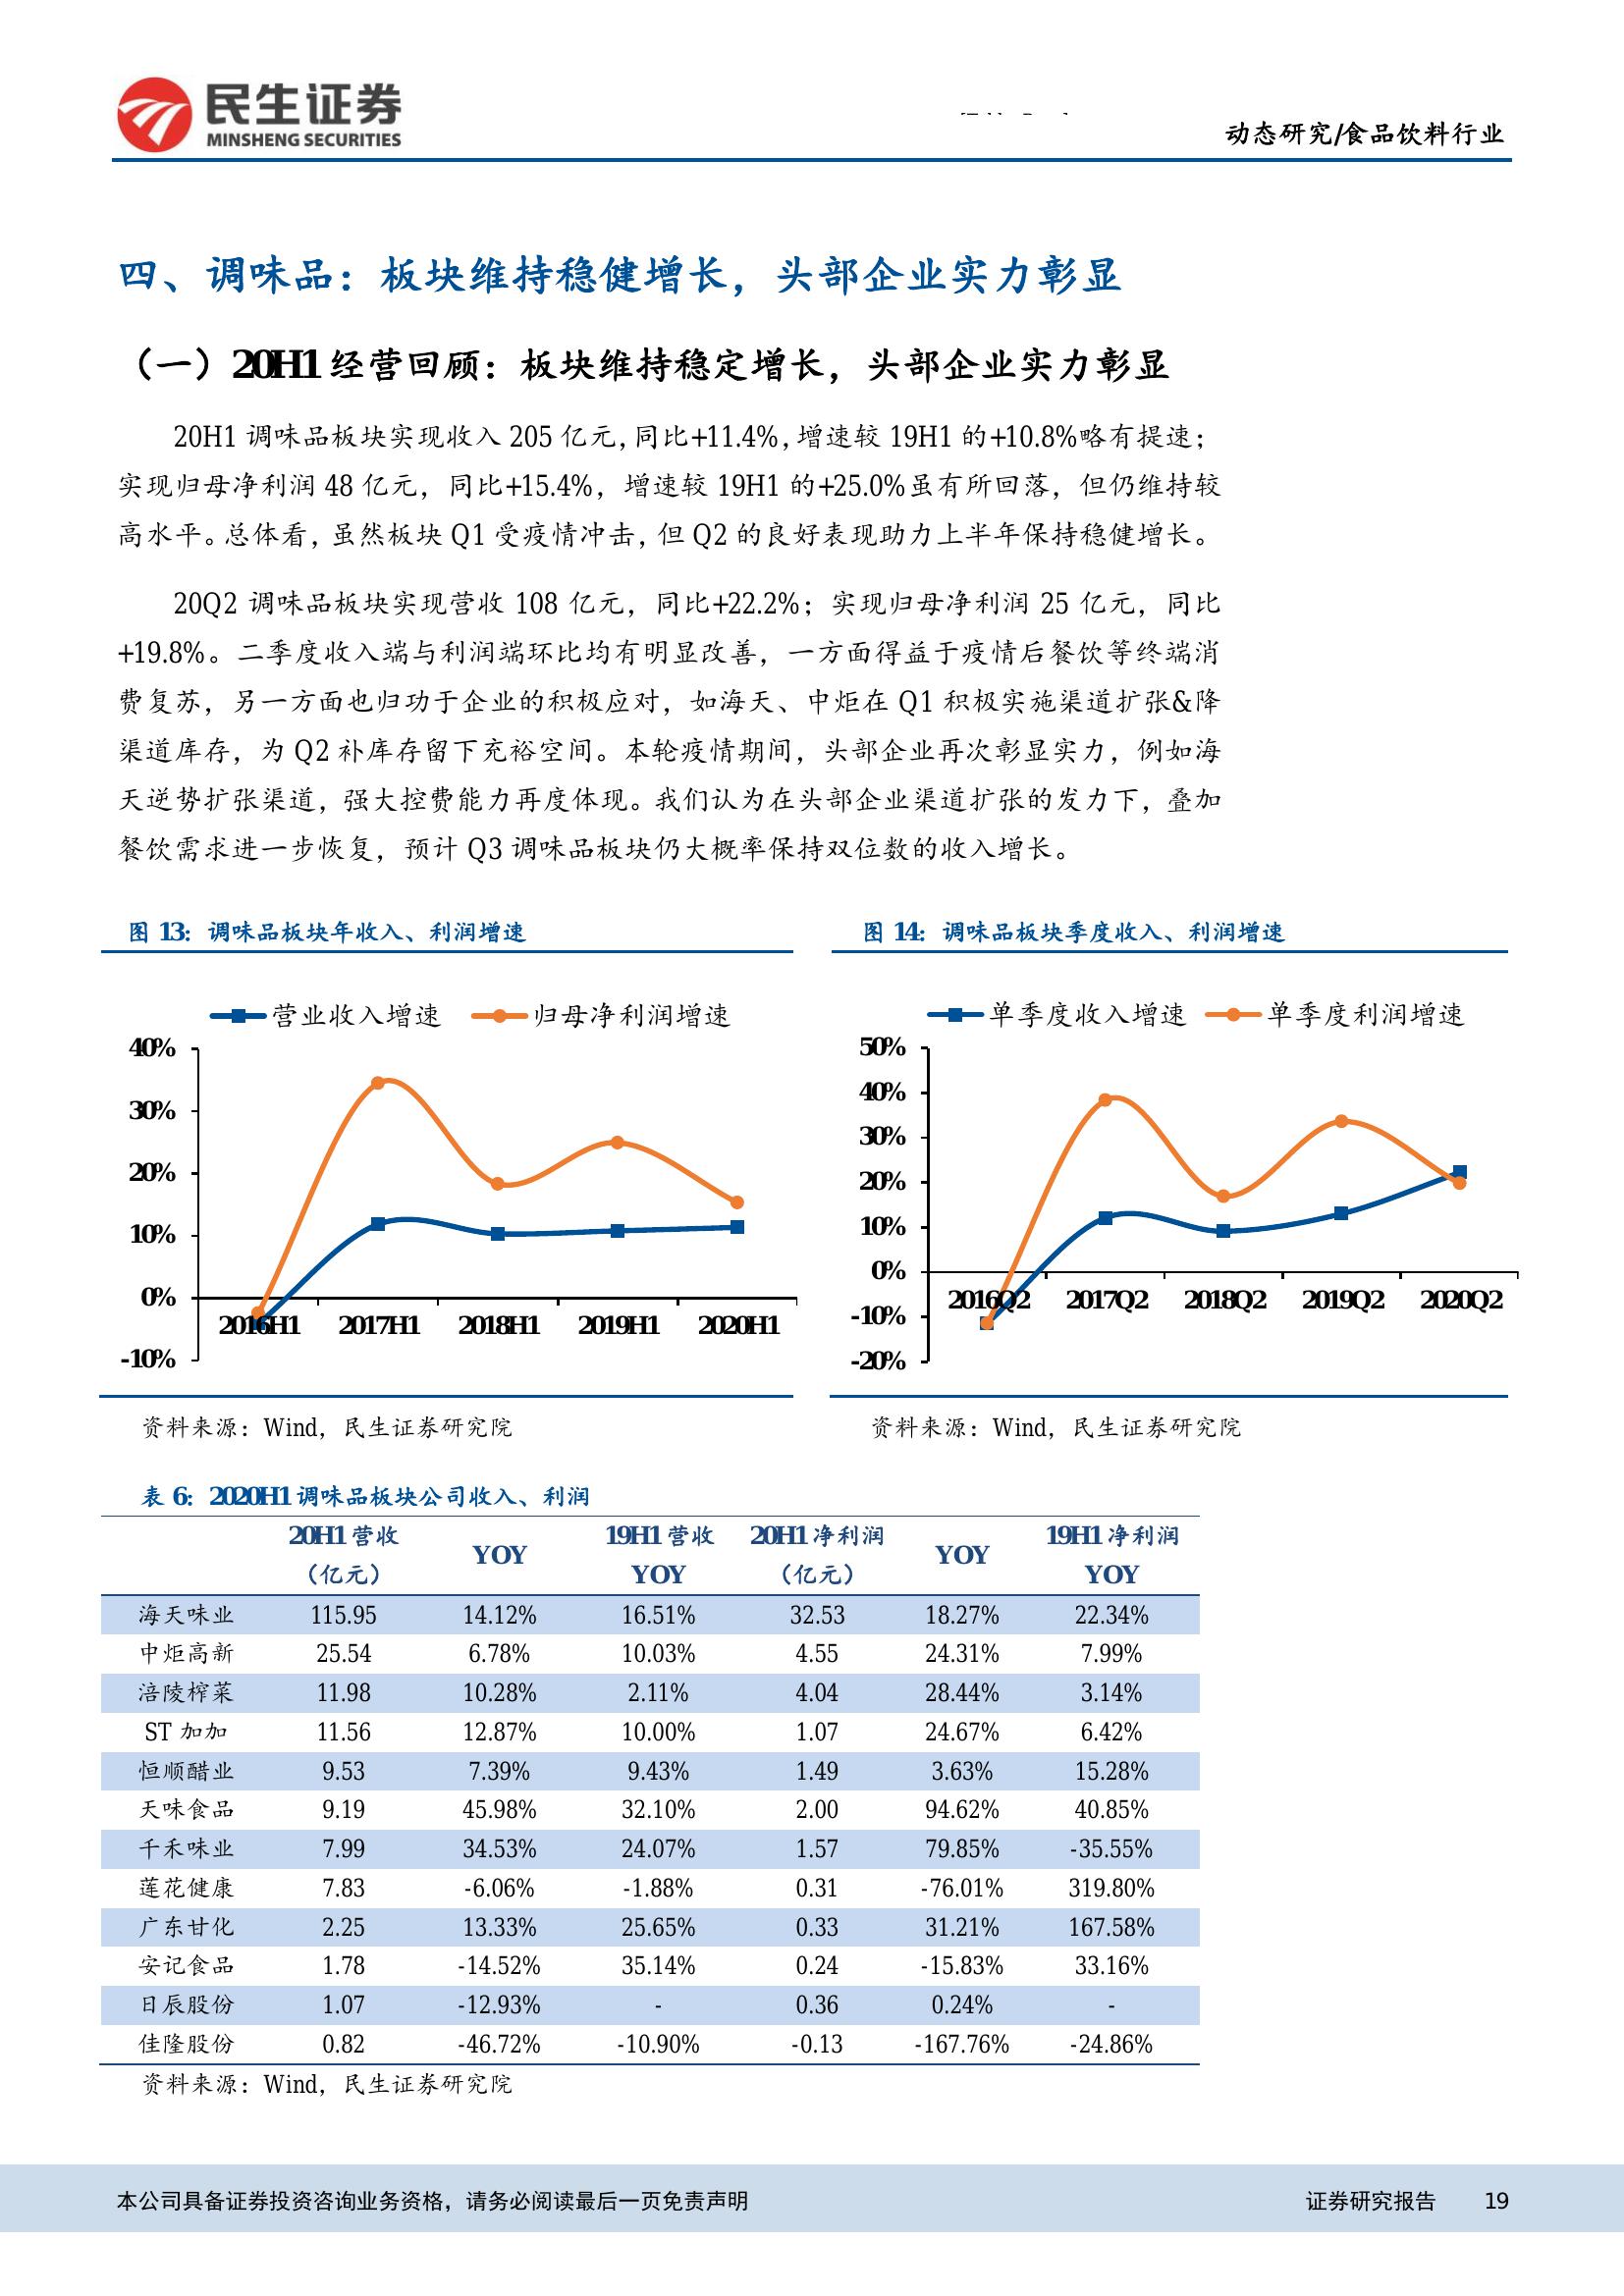 民生证券
MINSHENG SECURITIES
动态研究/食品饮料行业
四、调味品：板块维持稳健增长，头部企业实力彰显
（一）20H1 经营回顾：板块维持稳定增长，头部企业实力彰显
20H1 调味品板块实现收入 205 亿元，同比+11.4%，增速较 19H1 的+10.8%略有提速；
实现归母净利润 48 亿元，同比+15.4%，增速较 19H1 的+25.0%虽有所回落，但仍维持较
高水平。总体看，虽然板块 Q1 受疫情冲击，但 Q2 的良好表现助力上半年保持稳健增长。
20Q2 调味品板块实现营收 108 亿元，同比+22.2%；实现归母净利润 25 亿元，同比
+19.8%。二季度收入端与利润端环比均有明显改善，一方面得益于疫情后餐饮等终端消
费复苏，另一方面也归功于企业的积极应对，如海天、中炬在 Q1 积极实施渠道扩张&降
渠道库存，为 Q2 补库存留下充裕空间。本轮疫情期间，头部企业再次彰显实力，例如海
天逆势扩张渠道，强大控费能力再度体现。我们认为在头部企业渠道扩张的发力下，叠加
餐饮需求进一步恢复，预计 Q3 调味品板块仍大概率保持双位数的收入增长。
图 13：调味品板块年收入、利润增速
营业收入增速 归母净利润增速
40%
30%
20%
10%
0%
-10%
2016H1 2017H1 2018H1 2019H1 2020H1
资料来源：Wind，民生证券研究院
图 14：调味品板块季度收入、利润增速
单季度收入增速 单季度利润增速
50%
40%
30%
20%
10%
0%
-10%
-20%
2016Q2 2017Q2 2018Q2 2019Q2 2020Q2
资料来源：Wind，民生证券研究院
表 6：2020H1 调味品板块公司收入、利润
20H1 营收（亿元） YOY 19H1 营收 YOY 20H1 净利润（亿元） YOY 19H1 净利润 YOY
海天味业 115.95 14.12% 16.51% 32.53 18.27% 22.34%
中炬高新 25.54 6.78% 10.03% 4.55 24.31% 7.99%
涪陵榨菜 11.98 10.28% 2.11% 4.04 28.44% 3.14%
ST 加加 11.56 12.87% 10.00% 1.07 24.67% 6.42%
恒顺醋业 9.53 7.39% 9.43% 1.49 3.63% 15.28%
天味食品 9.19 45.98% 32.10% 2.00 94.62% 40.85%
千禾味业 7.99 34.53% 24.07% 1.57 79.85% -35.55%
莲花健康 7.83 -6.06% -1.88% 0.31 -76.01% 319.80%
广东甘化 2.25 13.33% 25.65% 0.33 31.21% 167.58%
安记食品 1.78 -14.52% 35.14% 0.24 -15.83% 33.16%
日辰股份 1.07 -12.93% - 0.36 0.24% -
佳隆股份 0.82 -46.72% -10.90% -0.13 -167.76% -24.86%
资料来源：Wind，民生证券研究院
本公司具备证券投资咨询业务资格，请务必阅读最后一页免责声明 证券研究报告 19